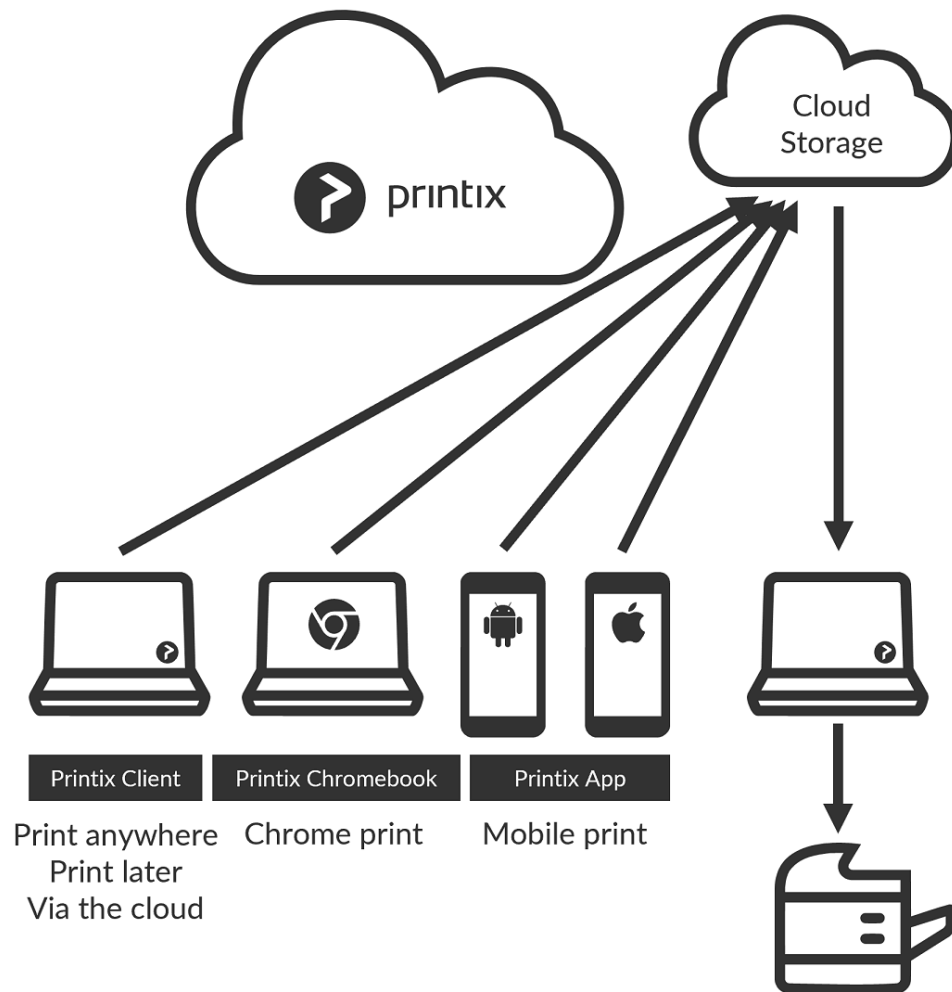 printix
Cloud
Storage
Printix Client
Printix Chromebook
Printix App
Print anywhere
Print later
Via the cloud
Chrome print
Mobile print